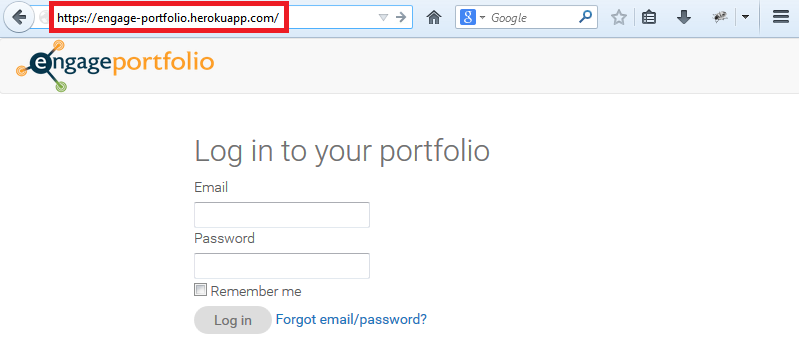 https://engage-portfolio.herokuapp.com/
Google
engageportfolio
Log in to your portfolio
Email
Password
Remember me
Log in Forgot email/password?